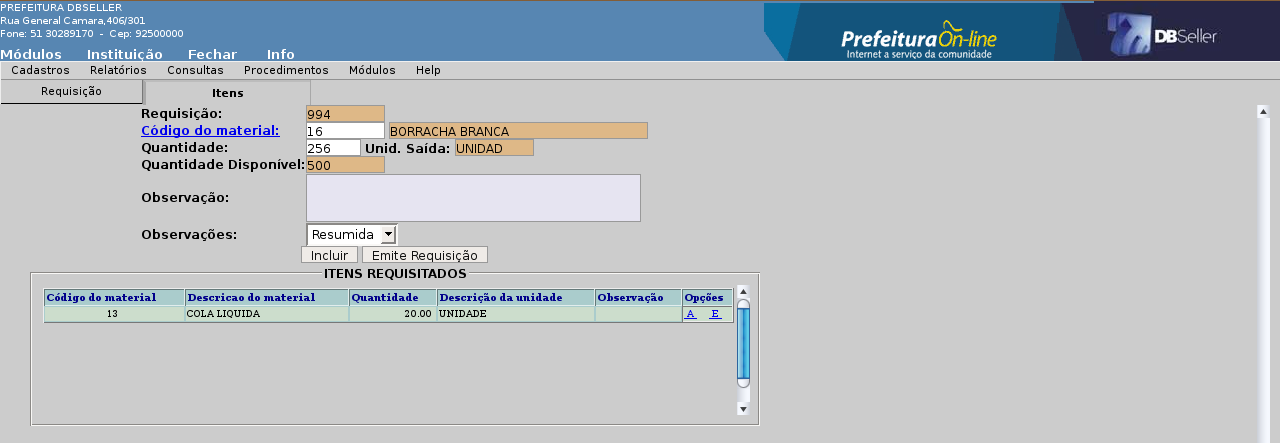 PREFEITURA DBSELLER
Rua General Camara,406/301
Fone: 51 30289170 - Cep: 92500000
Módulos Instituição Fechar Info
PrefeituraOn-line
Internet a serviço da comunidade
DBSeller
Cadastros Relatórios Consultas Procedimentos Módulos Help
Requisição Itens
Requisição: 994
Código do material: 16 BORRACHA BRANCA
Quantidade: 256 Unid. Saída: UNIDAD
Quantidade Disponível: 500
Observação:
Observações: Resumida
Incluir Emite Requisição
ITENS REQUISITADOS
Código do material Descricao do material Quantidade Descrição da unidade Observação Opções
13 COLA LIQUIDA 20.00 UNIDADE A E